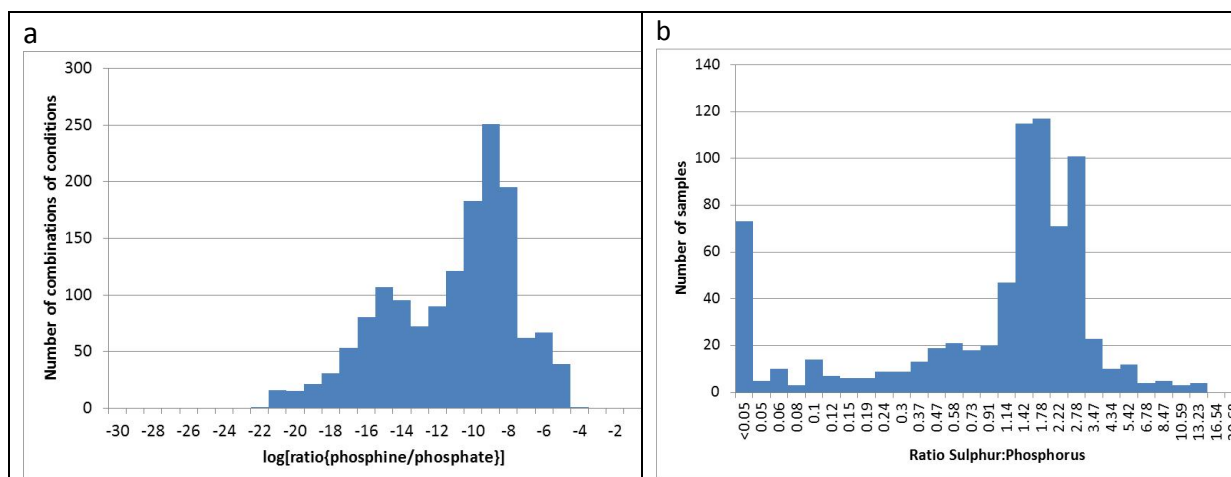 a
300
250
200
150
100
50
0
Number of combinations of conditions
-30 -28 -26 -24 -22 -20 -18 -16 -14 -12 -10 -8 -6 -4 -2
log[ratio{phosphine/phosphate}]
b
140
120
100
80
60
40
20
0
Number of samples
<0.05 0.05 0.06 0.08 0.1 0.12 0.15 0.19 0.24 0.3 0.37 0.47 0.58 0.73 0.91 1.14 1.42 1.78 2.22 2.78 3.47 4.34 5.42 6.78 8.47 10.59 13.23 16.54
Ratio Sulphur:Phosphorus